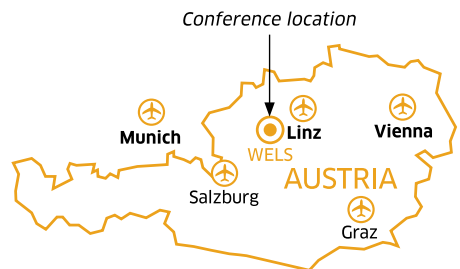 Conference location
Munich
Linz
Vienna
WELS
Salzburg
AUSTRIA
Graz